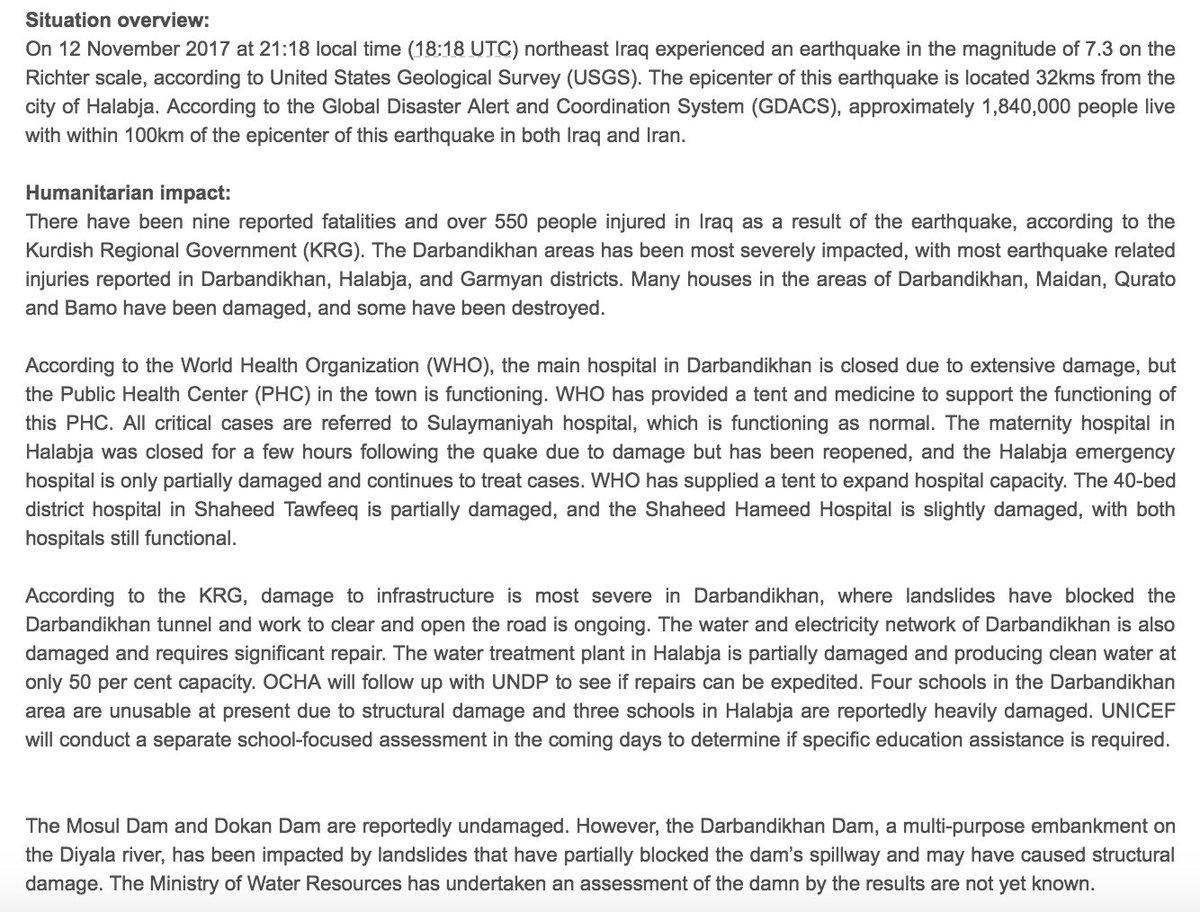 Situation overview:
On 12 November 2017 at 21:18 local time (18:18 UTC) northeast Iraq experienced an earthquake in the magnitude of 7.3 on the
Richter scale, according to United States Geological Survey (USGS). The epicenter of this earthquake is located 32kms from the
city of Halabja. According to the Global Disaster Alert and Coordination System (GDACS), approximately 1,840,000 people live
with within 100km of the epicenter of this earthquake in both Iraq and Iran.
Humanitarian impact:
There have been nine reported fatalities and over 550 people injured in Iraq as a result of the earthquake, according to the
Kurdish Regional Government (KRG). The Darbandikhan areas has been most severely impacted, with most earthquake related
injuries reported in Darbandikhan, Halabja, and Garmyan districts. Many houses in the areas of Darbandikhan, Maidan, Qurato
and Bamo have been damaged, and some have been destroyed.
According to the World Health Organization (WHO), the main hospital in Darbandikhan is closed due to extensive damage, but
the Public Health Center (PHC) in the town is functioning. WHO has provided a tent and medicine to support the functioning of
this PHC. All critical cases are referred to Sulaymaniyah hospital, which is functioning as normal. The maternity hospital in
Halabja was closed for a few hours following the quake due to damage but has been reopened, and the Halabja emergency
hospital is only partially damaged and continues to treat cases. WHO has supplied a tent to expand hospital capacity. The 40-bed
district hospital in Shaheed Tawfeeq is partially damaged, and the Shaheed Hameed Hospital is slightly damaged, with both
hospitals still functional.
According to the KRG, damage to infrastructure is most severe in Darbandikhan, where landslides have blocked the
Darbandikhan tunnel and work to clear and open the road is ongoing. The water and electricity network of Darbandikhan is also
damaged and requires significant repair. The water treatment plant in Halabja is partially damaged and producing clean water at
only 50 per cent capacity. OCHA will follow up with UNDP to see if repairs can be expedited. Four schools in the Darbandikhan
area are unusable at present due to structural damage and three schools in Halabja are reportedly heavily damaged. UNICEF
will conduct a separate school-focused assessment in the coming days to determine if specific education assistance is required.
The Mosul Dam and Dokan Dam are reportedly undamaged. However, the Darbandikhan Dam, a multi-purpose embankment on
the Diyala river, has been impacted by landslides that have partially blocked the dam's spillway and may have caused structural
damage. The Ministry of Water Resources has undertaken an assessment of the damn by the results are not yet known.